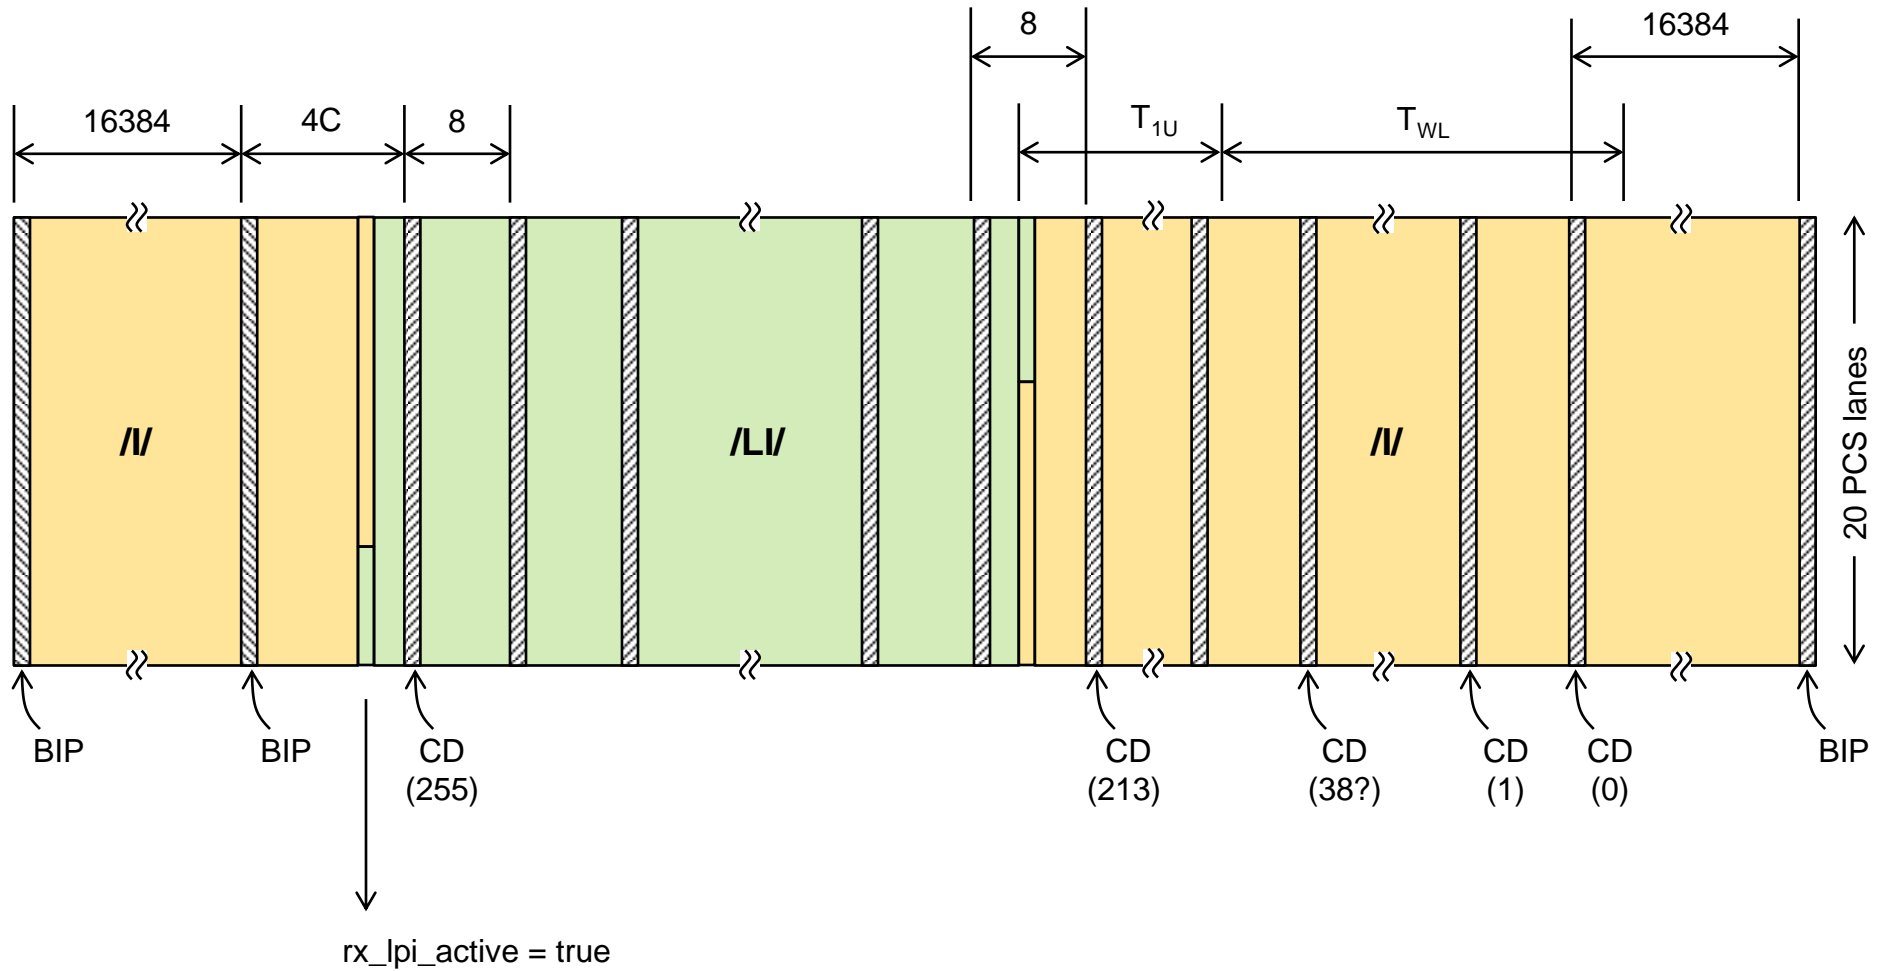 8
16384
16384
4C
8
T1U
TWL
/I/
/LI/
/I/
20 PCS lanes
BIP
BIP
CD
(255)
CD
(213)
CD
(38?)
CD
(1)
CD
(0)
BIP
rx_lpi_active = true